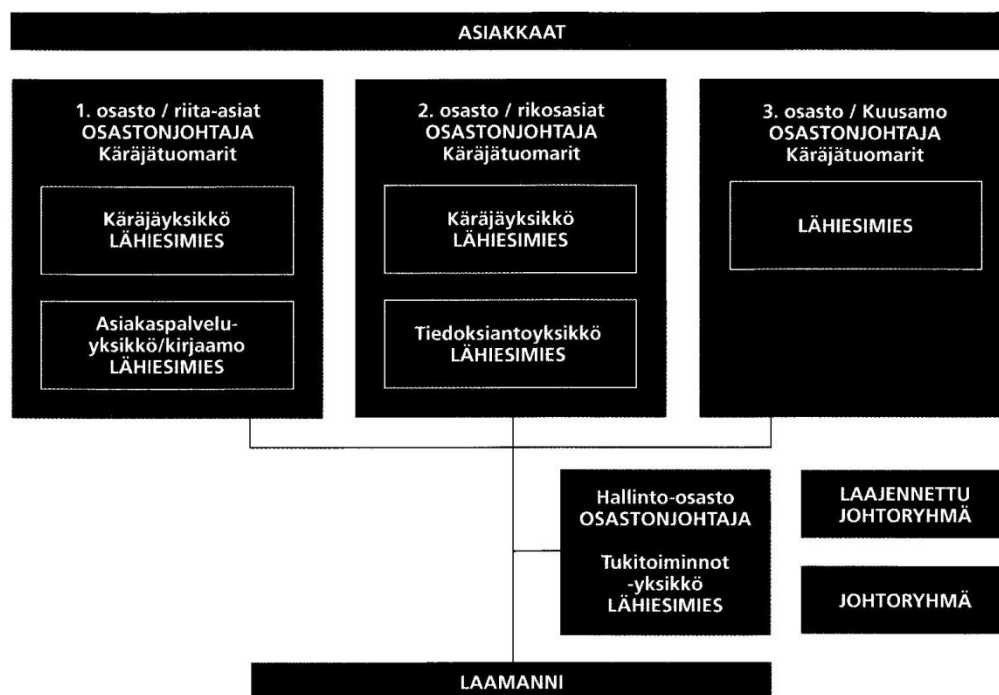 ASIAKKAAT
1. osasto / riita-asiat
OSASTONJOHTAJA
Käräjätuomarit
Käräjäyksikkö
LÄHIESIMIES
Asiakaspalvelu-
yksikkö/kirjaamo
LÄHIESIMIES
2. osasto / rikosasiat
OSASTONJOHTAJA
Käräjätuomarit
Käräjäyksikkö
LÄHIESIMIES
Tiedoksiantoyksikkö
LÄHIESIMIES
3. osasto / Kuusamo
OSASTONJOHTAJA
Käräjätuomarit
LÄHIESIMIES
Hallinto-osasto
OSASTONJOHTAJA
Tukitoiminnot
-yksikkö
LÄHIESIMIES
LAAJENNETTU
JOHTORYHMÄ
JOHTORYHMÄ
LAAMANNI